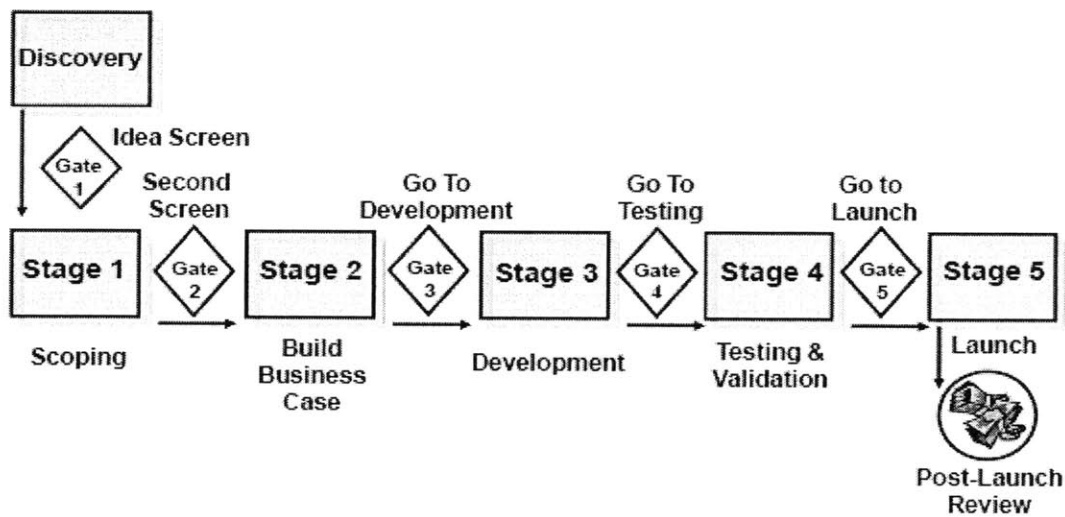 Discovery
Idea Screen
Gate
1
Second
Screen
Go To
Development
Go To
Testing
Go to
Launch
Stage 1
Gate
2
Stage 2
Gate
3
Stage 3
Gate
4
Stage 4
Gate
5
Stage 5
Scoping
Build
Business
Case
Development
Testing &
Validation
Launch
Post-Launch
Review